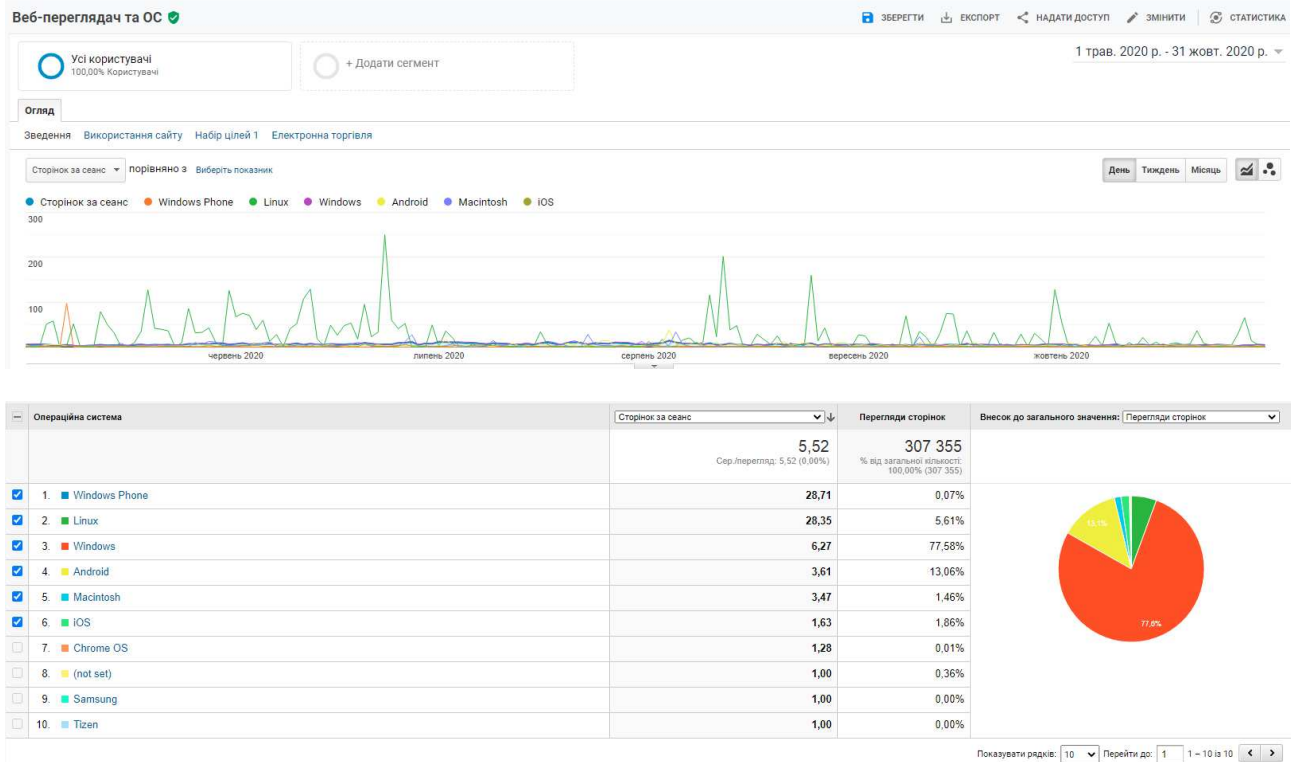 Веб-переглядач та ОС
ЗБЕРЕГТИ ЕКСПОРТ НАДАТИ ДОСТУП ЗМІНИТИ СТАТИСТИКА
Усі користувачі
100,00% Користувачі
+ Додати сегмент
1 трав. 2020 р. - 31 жовт. 2020 р.
Огляд
Зведення Використання сайту Набір цілей 1 Електронна торгівля
Сторінок за сеанс порівняно з Виберіть показник
День Тиждень Місяць
Сторінок за сеанс Windows Phone Linux Windows Android Macintosh iOS
300
200
100
червень 2020 липень 2020 серпень 2020 вересень 2020 жовтень 2020
Операційна система Сторінок за сеанс Перегляди сторінок Внесок до загального значення: Перегляди сторінок
5,52 307 355
Сер./перегляд: 5,52 (0,00%) % від загальної кількості:
100,00% (307 355)
1. Windows Phone 28,71 0,07%
2. Linux 28,35 5,61%
3. Windows 6,27 77,58%
4. Android 3,61 13,06%
5. Macintosh 3,47 1,46%
6. iOS 1,63 1,86%
7. Chrome OS 1,28 0,01%
8. (not set) 1,00 0,36%
9. Samsung 1,00 0,00%
10. Tizen 1,00 0,00%
13,1%
77,6%
Показувати рядків: 10 Перейти до: 1 1 – 10 із 10